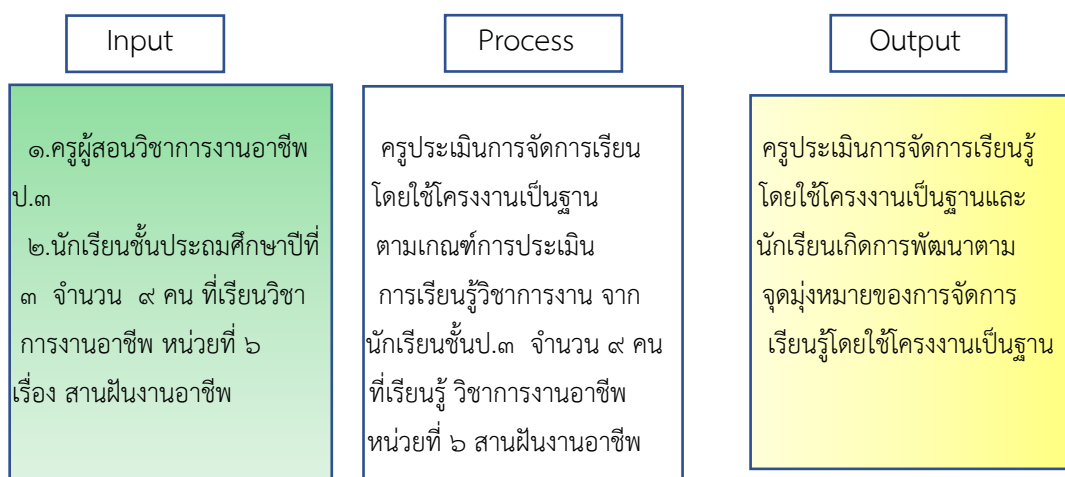 Input
๑.ครูผู้สอนวิชาการงานอาชีพ
ป.๓
๒.นักเรียนชั้นประถมศึกษาปีที่
๓ จำนวน ๙ คน ที่เรียนวิชา
การงานอาชีพ หน่วยที่ ๖
เรื่อง สานฝันงานอาชีพ
Process
ครูประเมินการจัดการเรียน
โดยใช้โครงงานเป็นฐาน
ตามเกณฑ์การประเมิน
การเรียนรู้วิชาการงาน จาก
นักเรียนชั้นป.๓ จำนวน ๙ คน
ที่เรียนรู้ วิชาการงานอาชีพ
หน่วยที่ ๖ สานฝันงานอาชีพ
Output
ครูประเมินการจัดการเรียนรู้
โดยใช้โครงงานเป็นฐานและ
นักเรียนเกิดการพัฒนาตาม
จุดมุ่งหมายของการจัดการ
เรียนรู้โดยใช้โครงงานเป็นฐาน